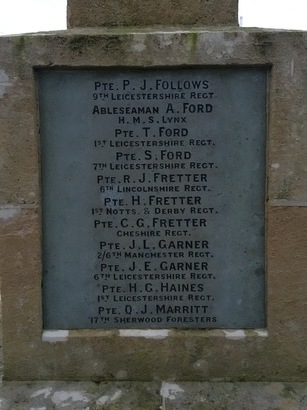 PTE. P. J. FOLLOWS
9TH LEICESTERSHIRE REGT.
ABLESEAMAN A. FORD
H.M.S. LYNX
PTE. T. FORD
1ST LEICESTERSHIRE REGT.
PTE. S. FORD
7TH LEICESTERSHIRE REGT.
PTE. R. J. FRETTER
6TH LINCOLNSHIRE REGT.
PTE. H. FRETTER
1ST NOTTS. & DERBY REGT.
PTE. C. G. FRETTER
CHESHIRE REGT.
PTE. J. L. GARNER
2/6TH MANCHESTER REGT.
PTE. J. E. GARNER
6TH LEICESTERSHIRE REGT.
PTE. H. G. HAINES
1ST LEICESTERSHIRE REGT.
PTE. O. J. MARRITT
17TH SHERWOOD FORESTERS